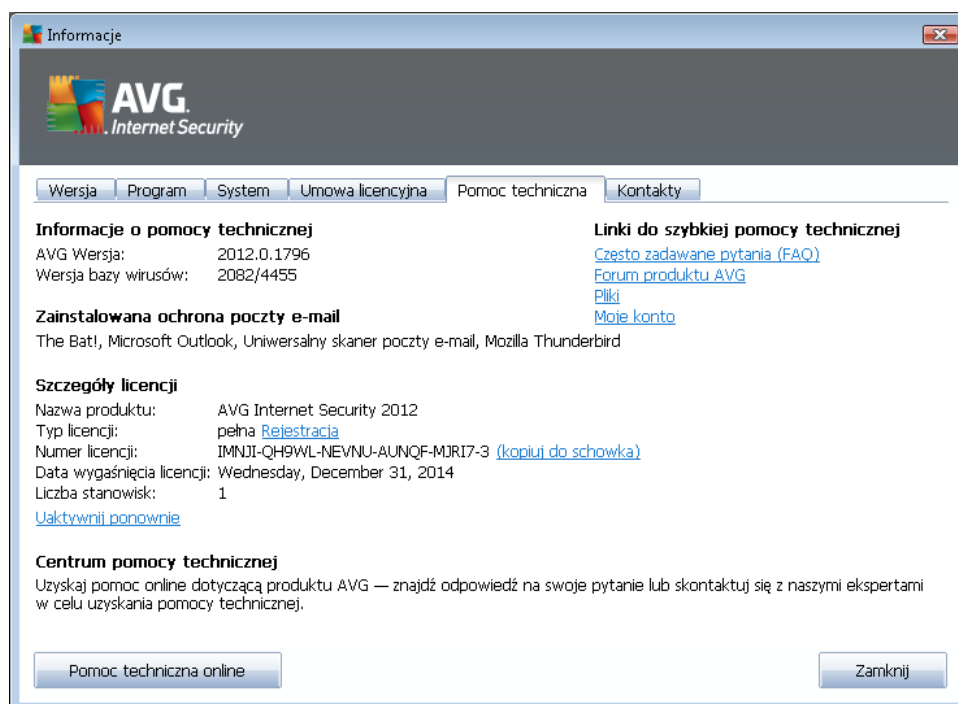 Informacje
AVG.
Internet Security
Wersja Program System Umowa licencyjna Pomoc techniczna Kontakty
Informacje o pomocy technicznej
AVG Wersja: 2012.0.1796
Wersja bazy wirusów: 2082/4455
Linki do szybkiej pomocy technicznej
Często zadawane pytania (FAQ)
Forum produktu AVG
Pliki
Moje konto
Zainstalowana ochrona poczty e-mail
The Bat!, Microsoft Outlook, Uniwersalny skaner poczty e-mail, Mozilla Thunderbird
Szczegóły licencji
Nazwa produktu: AVG Internet Security 2012
Typ licencji: pełna Rejestracja
Numer licencji: IMNJI-QH9WL-NEVNU-AUNQF-MJRI7-3 (kopiuj do schowka)
Data wygaśnięcia licencji: Wednesday, December 31, 2014
Liczba stanowisk: 1
Uaktywnij ponownie
Centrum pomocy technicznej
Uzyskaj pomoc online dotyczącą produktu AVG — znajdź odpowiedź na swoje pytanie lub skontaktuj się z naszymi ekspertami
w celu uzyskania pomocy technicznej.
Pomoc techniczna online
Zamknij